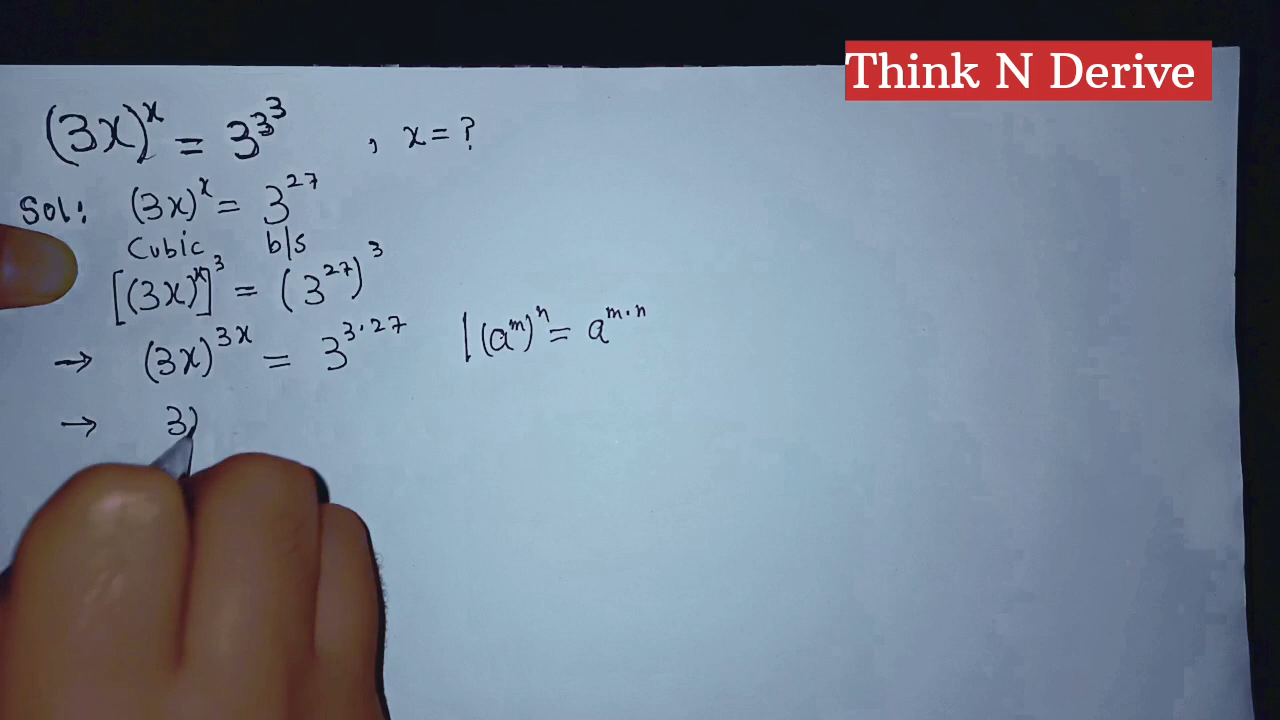 Think N Derive
(3x)^x = 3^3^3 , x = ?
Sol: (3x)^x = 3^27
Cubic b/s
[(3x)^x]^3 = (3^27)^3
→ (3x)^3x = 3^3·27 | (a^m)^n = a^m·n
→ 3